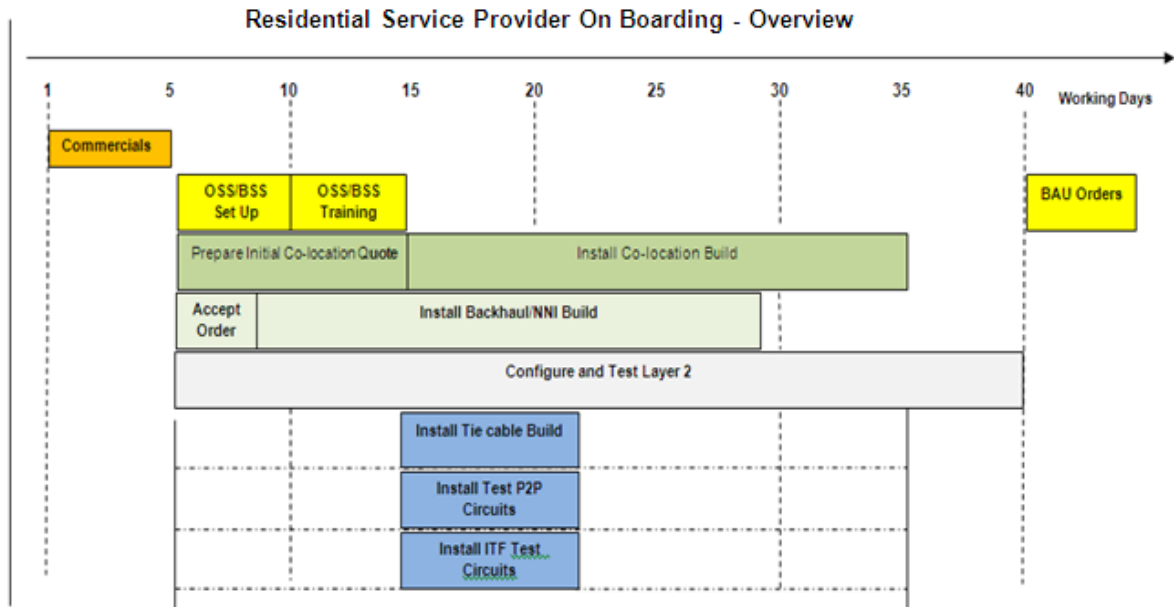 Residential Service Provider On Boarding - Overview
1 5 10 15 20 25 30 35 40 Working Days
Commercials
OSS/BSS
Set Up
OSS/BSS
Training
BAU Orders
Prepare Initial Co-location Quote
Install Co-location Build
Accept
Order
Install Backhaul/NNI Build
Configure and Test Layer 2
Install Tie cable Build
Install Test P2P
Circuits
Install ITF Test
Circuits